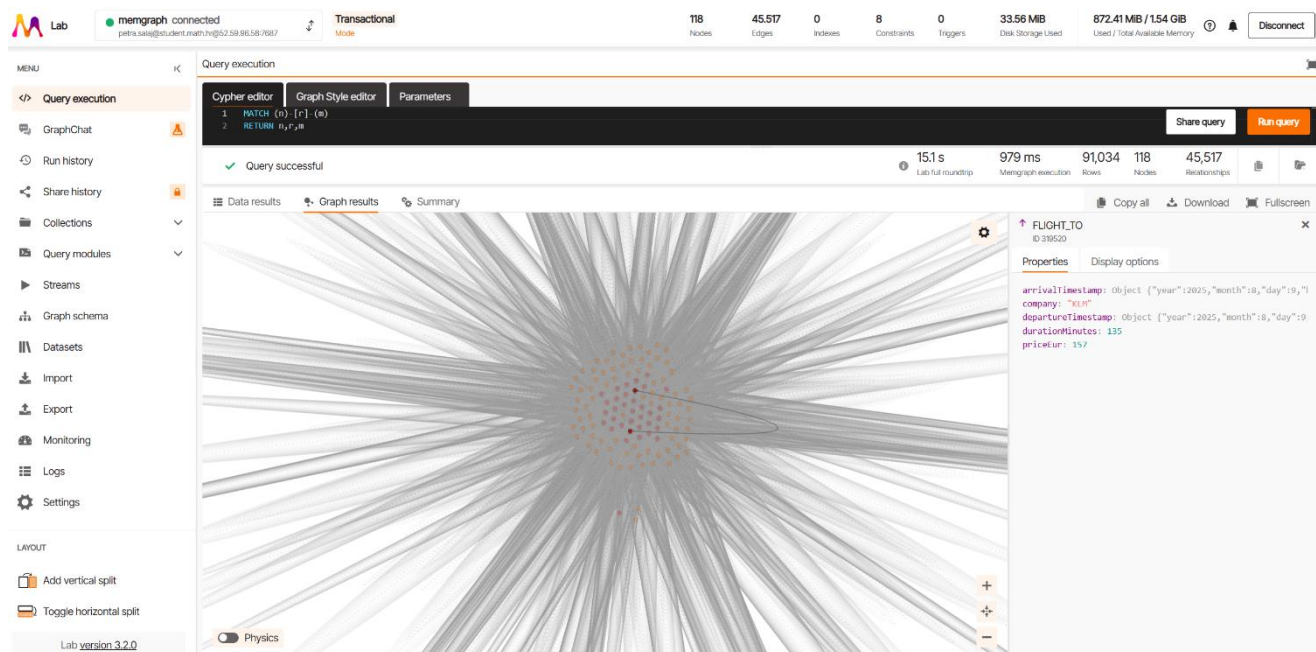 Lab
memgraph connected
petra.salaj@student.math.hr@52.59.96.58:7687
Transactional
Mode
118
Nodes
45.517
Edges
0
Indexes
8
Constraints
0
Triggers
33.56 MiB
Disk Storage Used
872.41 MiB / 1.54 GiB
Used / Total Available Memory
Disconnect
MENU
Query execution
GraphChat
Run history
Share history
Collections
Query modules
Streams
Graph schema
Datasets
Import
Export
Monitoring
Logs
Settings
LAYOUT
Add vertical split
Toggle horizontal split
Lab version 3.2.0
Query execution
Cypher editor Graph Style editor Parameters
1 MATCH (n)-[r]-(m)
2 RETURN n,r,m
Share query
Run query
Query successful
15.1 s
Lab full roundtrip
979 ms
Memgraph execution
91,034
Rows
118
Nodes
45,517
Relationships
Data results Graph results Summary
Copy all Download Fullscreen
Physics
FLIGHT_TO
ID 319520
Properties Display options
arrivalTimestamp: Object {"year":2025,"month":8,"day":9,"
company: "KLM"
departureTimestamp: Object {"year":2025,"month":8,"day":9
durationMinutes: 135
priceEur: 157